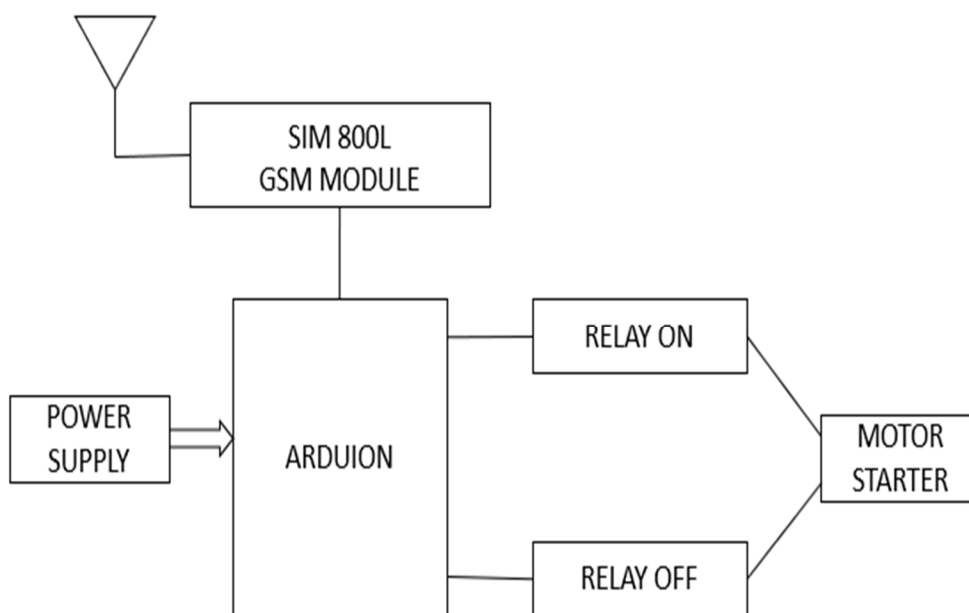 SIM 800L
GSM MODULE
RELAY ON
POWER
SUPPLY
ARDUION
MOTOR
STARTER
RELAY OFF